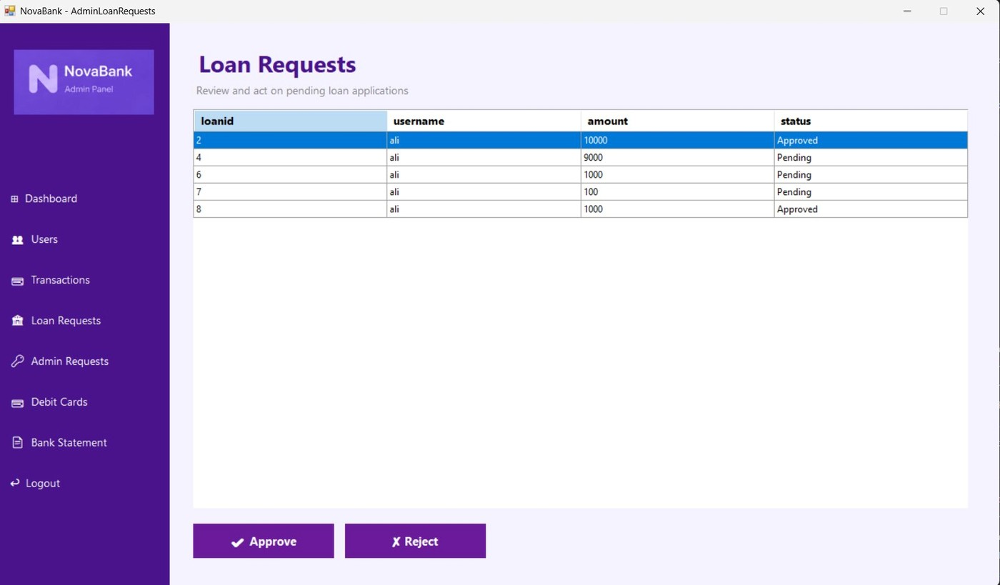 NovaBank - AdminLoanRequests
NovaBank
Admin Panel
Dashboard
Users
Transactions
Loan Requests
Admin Requests
Debit Cards
Bank Statement
Logout
Loan Requests
Review and act on pending loan applications
loanid username amount status
2 ali 10000 Approved
4 ali 9000 Pending
6 ali 1000 Pending
7 ali 100 Pending
8 ali 1000 Approved
✔ Approve
✗ Reject